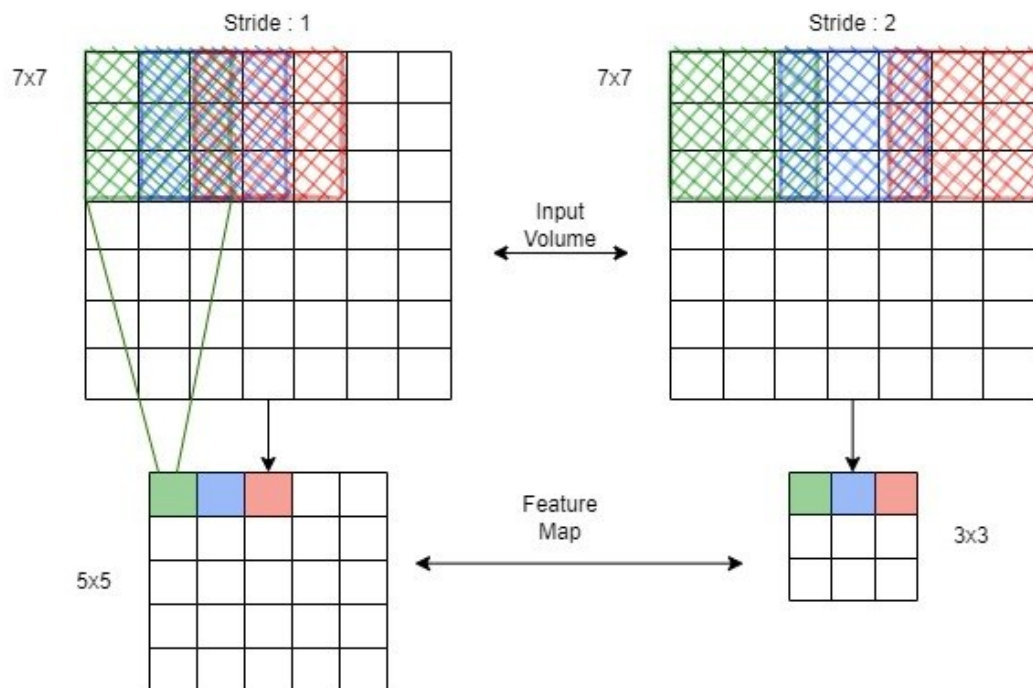 Stride : 1
Stride : 2
7x7
7x7
Input
Volume
Feature
Map
5x5
3x3